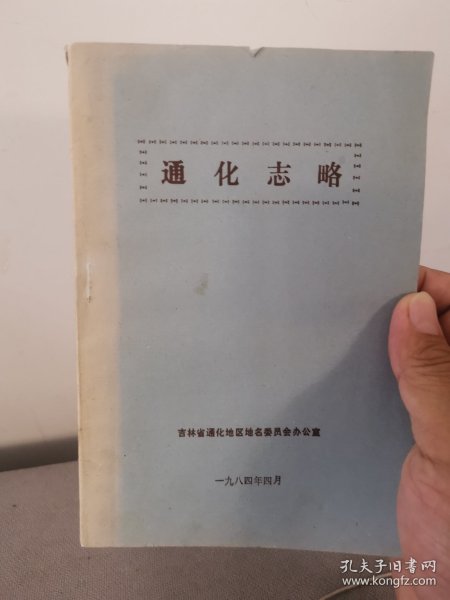 通化志略
吉林省通化地区地名委员会办公室
一九八四年四月
孔夫子旧书网
www.kongfz.com